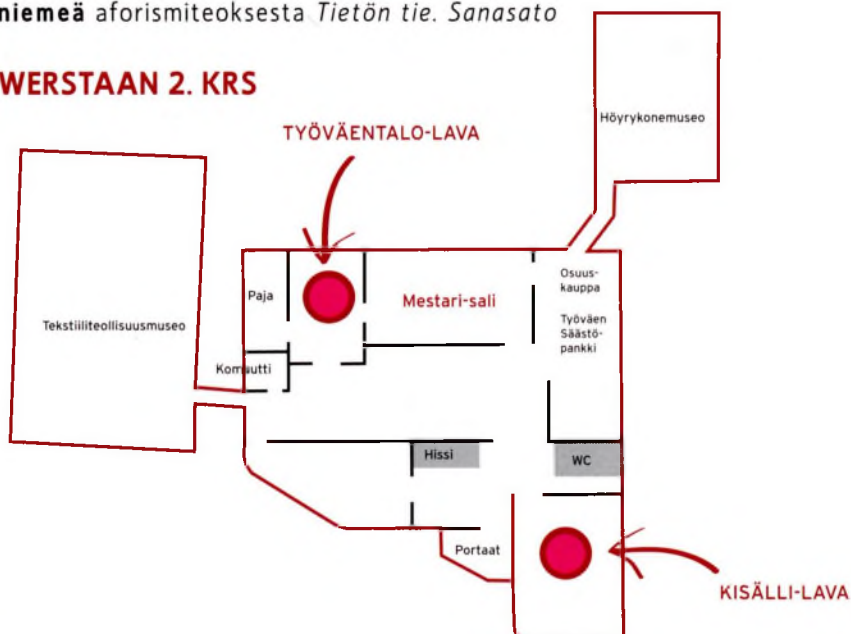 niemeä aforismiteoksesta Tietön tie. Sanasato
WERSTAAN 2. KRS
Höyrykonemuseo
TYÖVÄENTALO-LAVA
Osuus-
kauppa
Paja
Mestari-sali
Työväen
Säästö-
pankki
Tekstiiliteollisuusmuseo
Komuutti
Hissi
WC
Portaat
KISÄLLI-LAVA